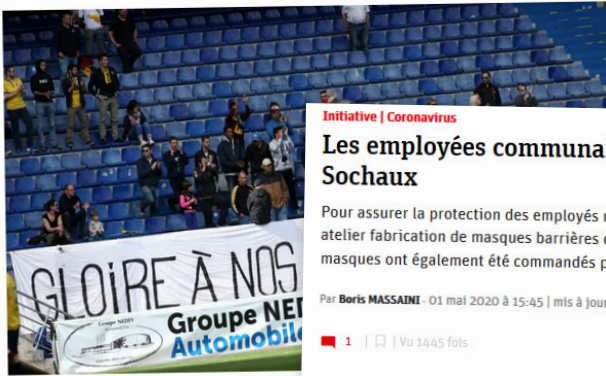 GLOIRE À NOS
Groupe NEDEY
Automobiles
Groupe NED
Automobile
Initiative | Coronavirus
Les employées communa
Sochaux
Pour assurer la protection des employés
atelier fabrication de masques barrières
masques ont également été commandés p
Par Boris MASSAINI - 01 mai 2020 à 15:45 | mis à jour
1 | | Vu 1445 fois